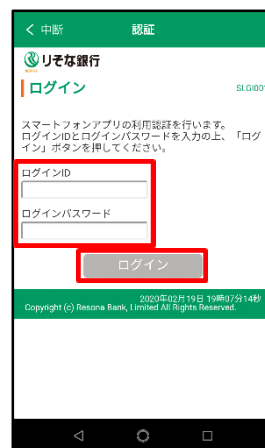 < 中断 認証
りそな銀行
ログイン SLGI001
スマートフォンアプリの利用認証を行います。
ログインIDとログインパスワードを入力の上、「ログ
イン」ボタンを押してください。
ログインID
ログインパスワード
ログイン
2020年02月19日 19時07分14秒
Copyright (c) Resona Bank, Limited All Rights Reserved.